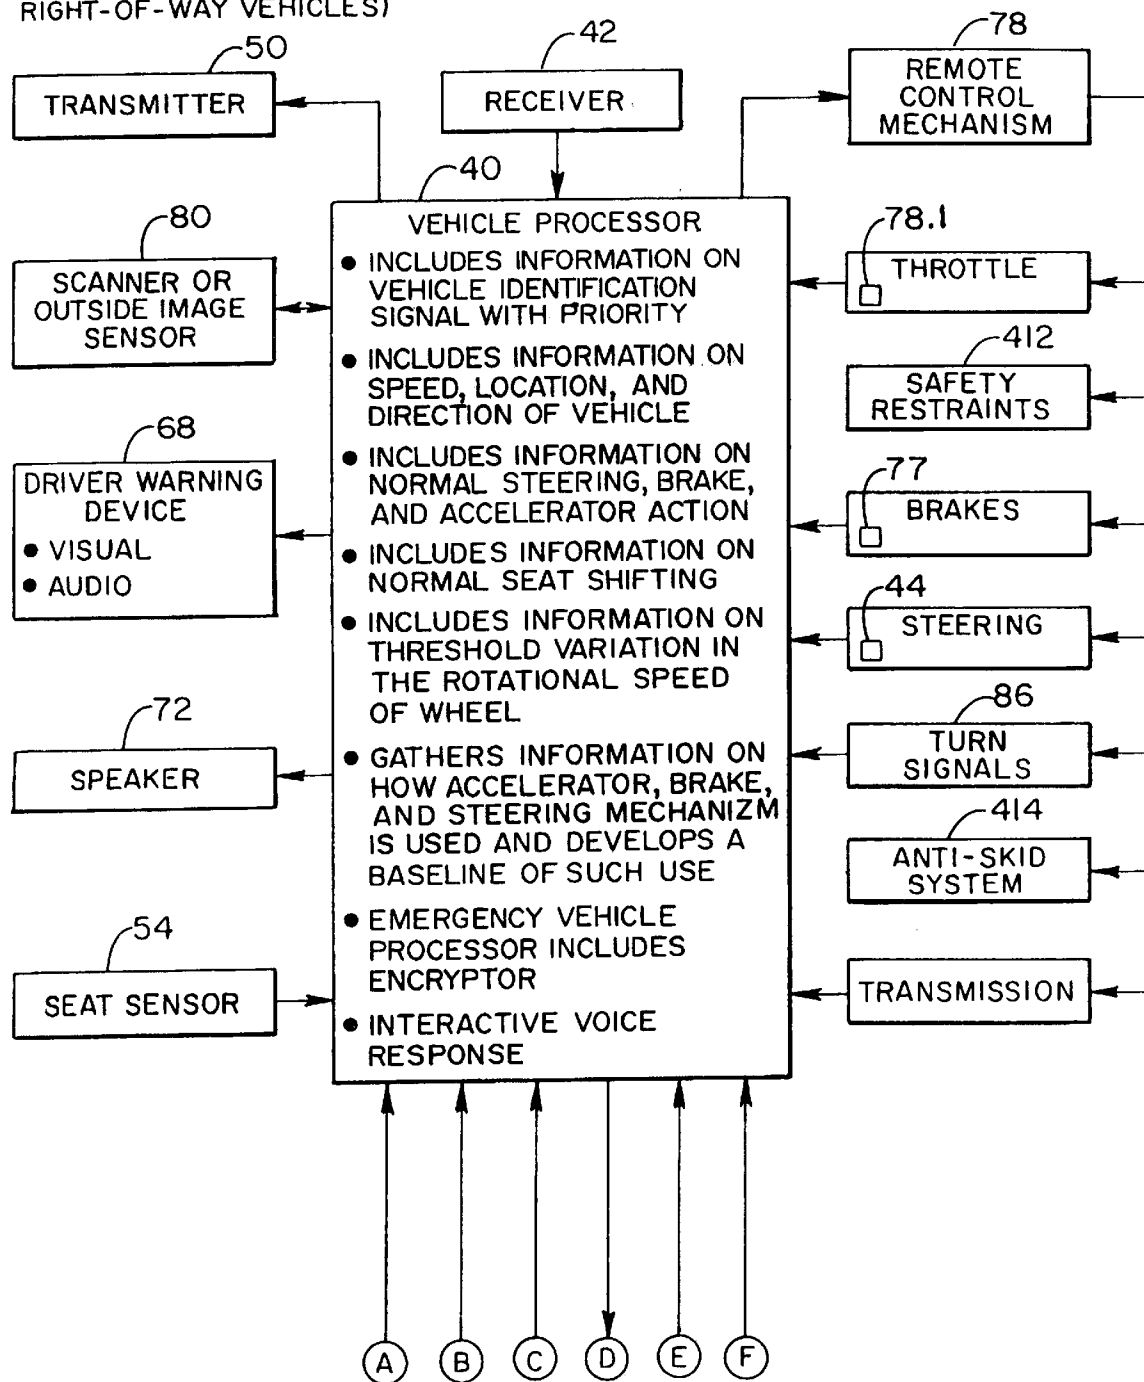 RIGHT-OF-WAY VEHICLES)
50
42
78
TRANSMITTER
RECEIVER
REMOTE
CONTROL
MECHANISM
40
80
SCANNER OR
OUTSIDE IMAGE
SENSOR
68
DRIVER WARNING
DEVICE
• VISUAL
• AUDIO
72
SPEAKER
54
SEAT SENSOR
VEHICLE PROCESSOR
• INCLUDES INFORMATION ON
VEHICLE IDENTIFICATION
SIGNAL WITH PRIORITY
• INCLUDES INFORMATION ON
SPEED, LOCATION, AND
DIRECTION OF VEHICLE
• INCLUDES INFORMATION ON
NORMAL STEERING, BRAKE,
AND ACCELERATOR ACTION
• INCLUDES INFORMATION ON
NORMAL SEAT SHIFTING
• INCLUDES INFORMATION ON
THRESHOLD VARIATION IN
THE ROTATIONAL SPEED
OF WHEEL
• GATHERS INFORMATION ON
HOW ACCELERATOR, BRAKE,
AND STEERING MECHANIZM
IS USED AND DEVELOPS A
BASELINE OF SUCH USE
• EMERGENCY VEHICLE
PROCESSOR INCLUDES
ENCRYPTOR
• INTERACTIVE VOICE
RESPONSE
78.1
THROTTLE
412
SAFETY
RESTRAINTS
77
BRAKES
44
STEERING
86
TURN
SIGNALS
414
ANTI-SKID
SYSTEM
TRANSMISSION
A B C D E F